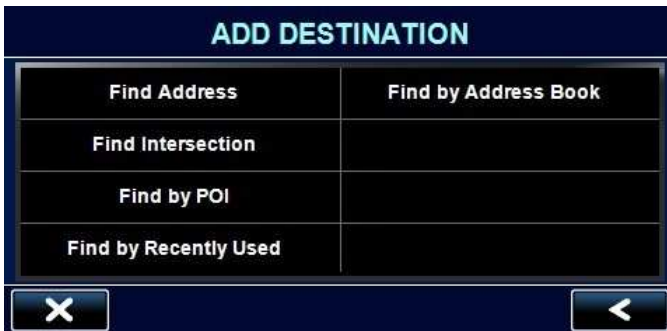 ADD DESTINATION
Find Address
Find by Address Book
Find Intersection
Find by POI
Find by Recently Used